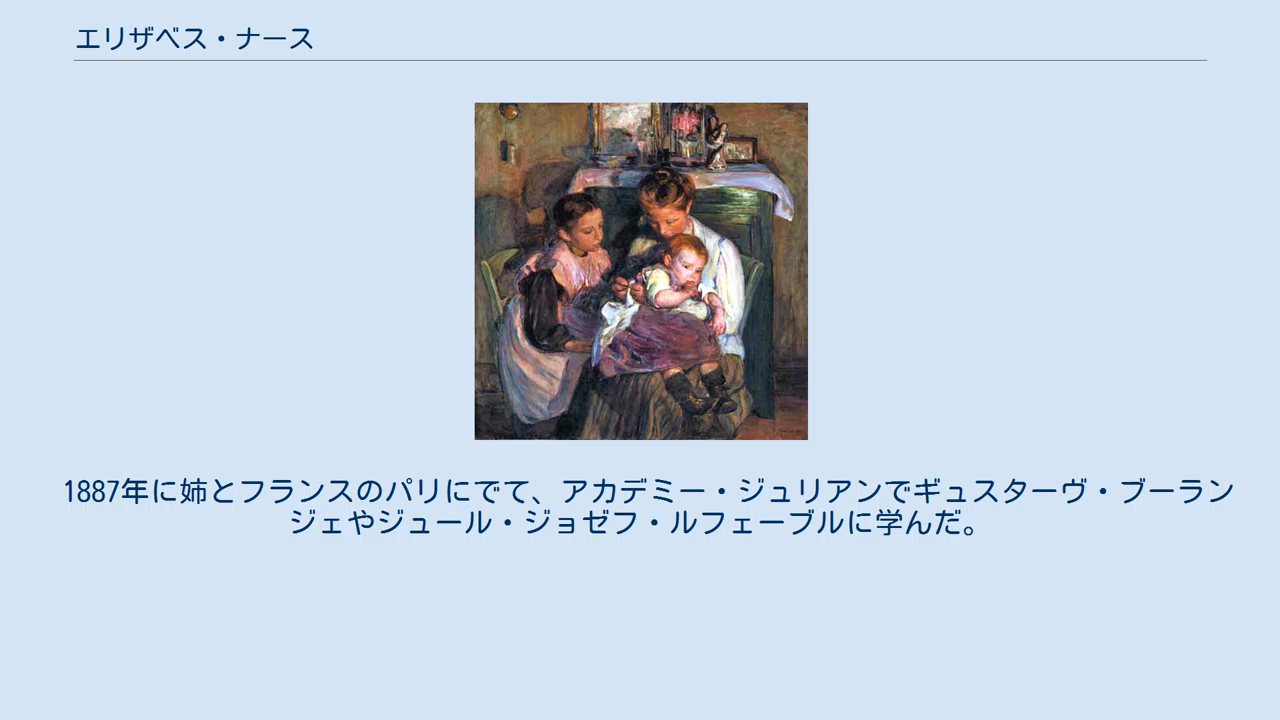 エリザベス・ナース
1887年に姉とフランスのパリにでて、アカデミー・ジュリアンでギュスターヴ・ブーラン
ジェやジュール・ジョゼフ・ルフェーブルに学んだ。